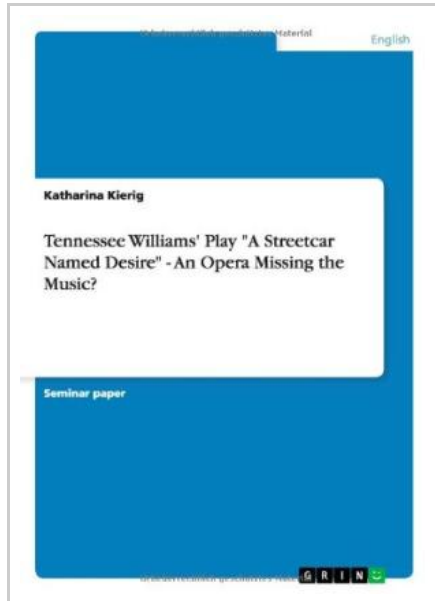 English
Katharina Kierig
Tennessee Williams' Play "A Streetcar
Named Desire" - An Opera Missing the
Music?
Seminar paper
GRIN